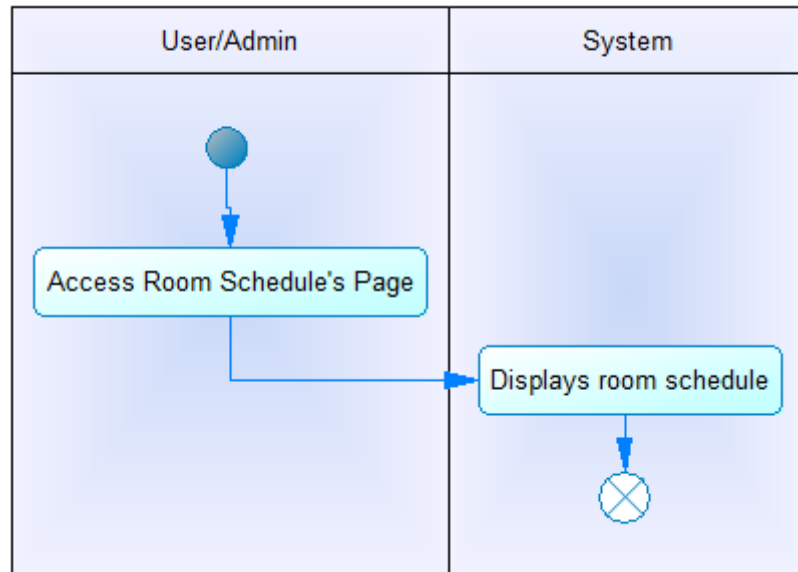 User/Admin
System
Access Room Schedule's Page
Displays room schedule